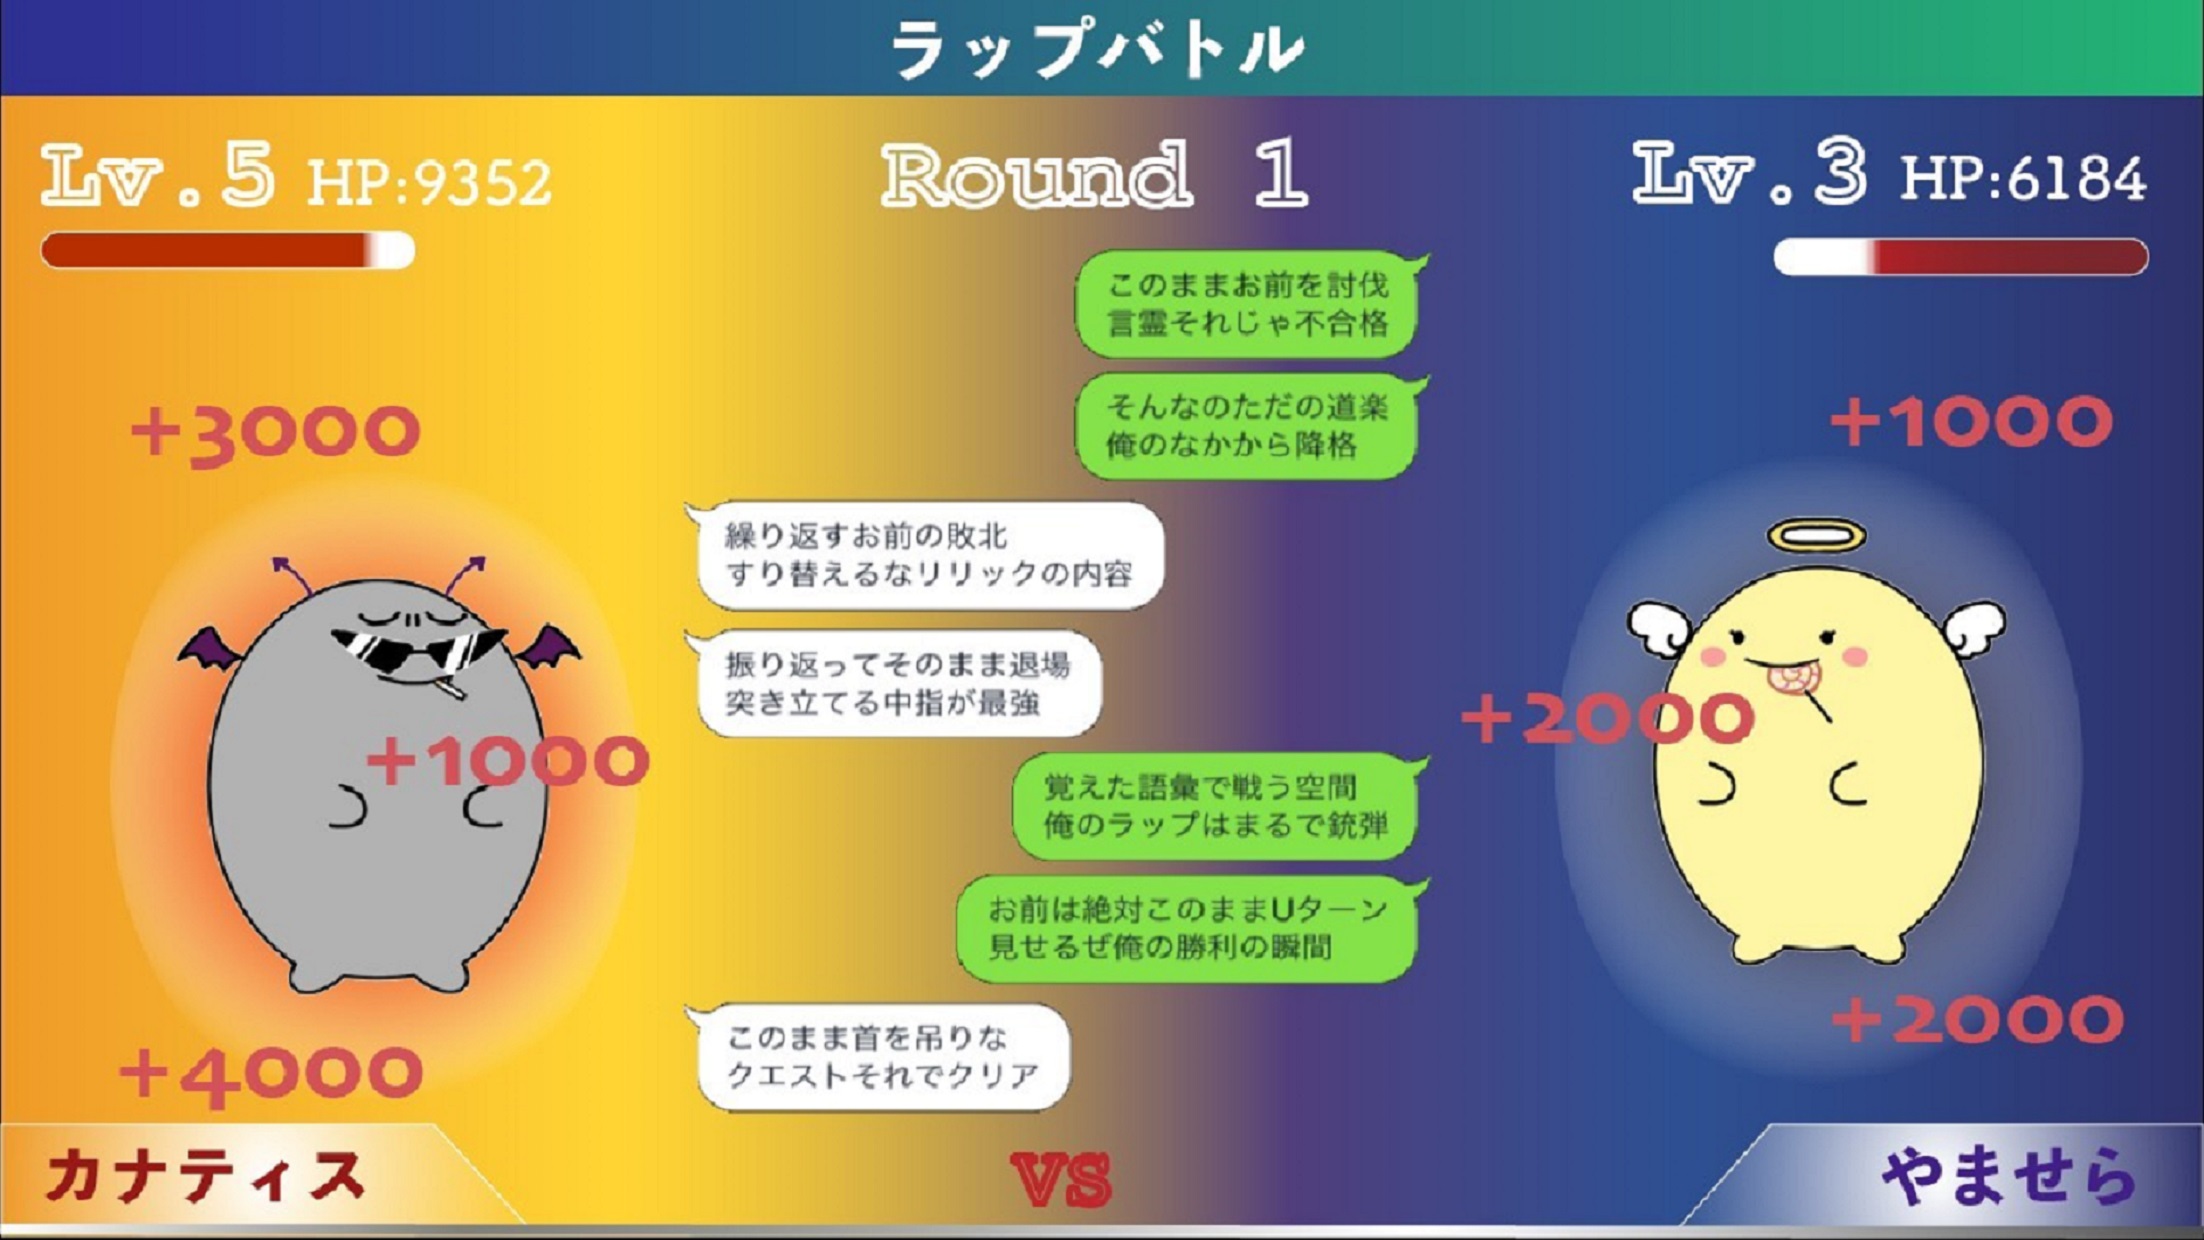 ラップバトル
Lv.5 HP:9352
Round 1
Lv.3 HP:6184
このままお前を討伐
言霊それじゃ不合格
そんなのただの道楽
俺のなかから降格
+3000
+1000
繰り返すお前の敗北
すり替えるなリリックの内容
振り返ってそのまま退場
突き立てる中指が最強
+1000
+2000
覚えた語彙で戦う空間
俺のラップはまるで銃弾
お前は絶対このままUターン
見せるぜ俺の勝利の瞬間
このまま首を吊りな
クエストそれでクリア
+4000
+2000
カナティス
VS
やませら